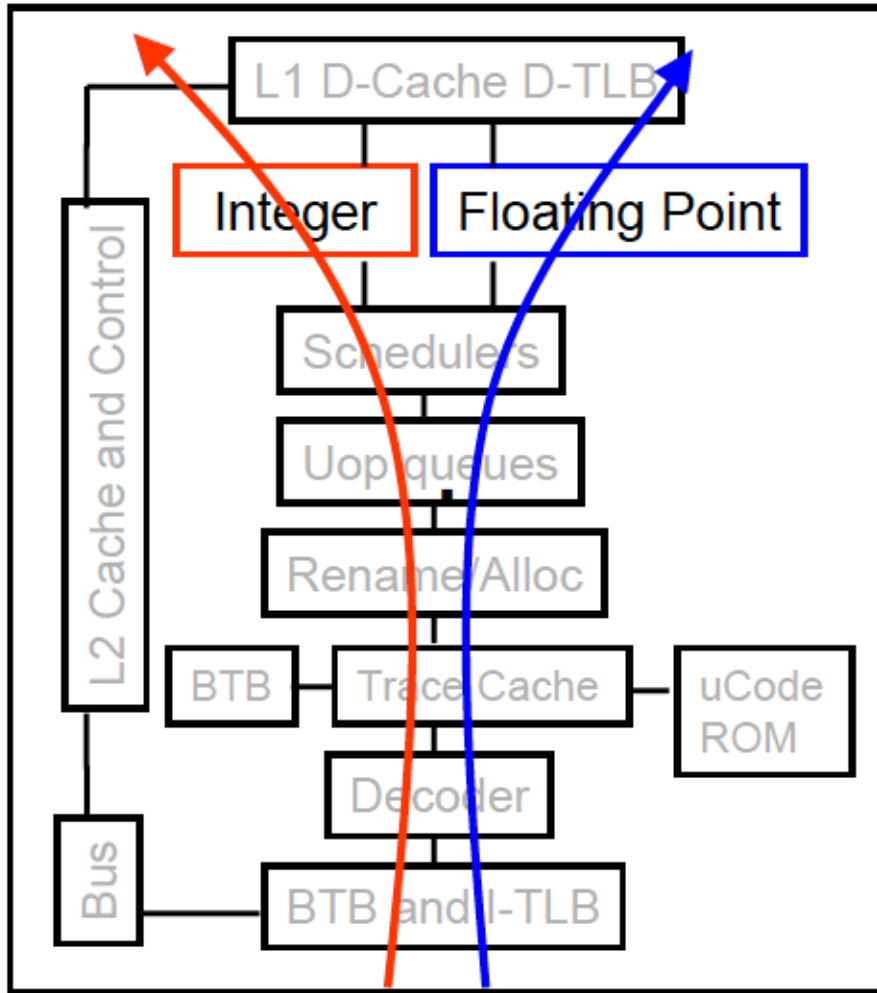 L1 D-Cache D-TLB
Integer
Floating Point
L2 Cache and Control
Schedulers
Uop queues
Rename/Alloc
BTB
Trace Cache
uCode
ROM
Decoder
Bus
BTB and I-TLB